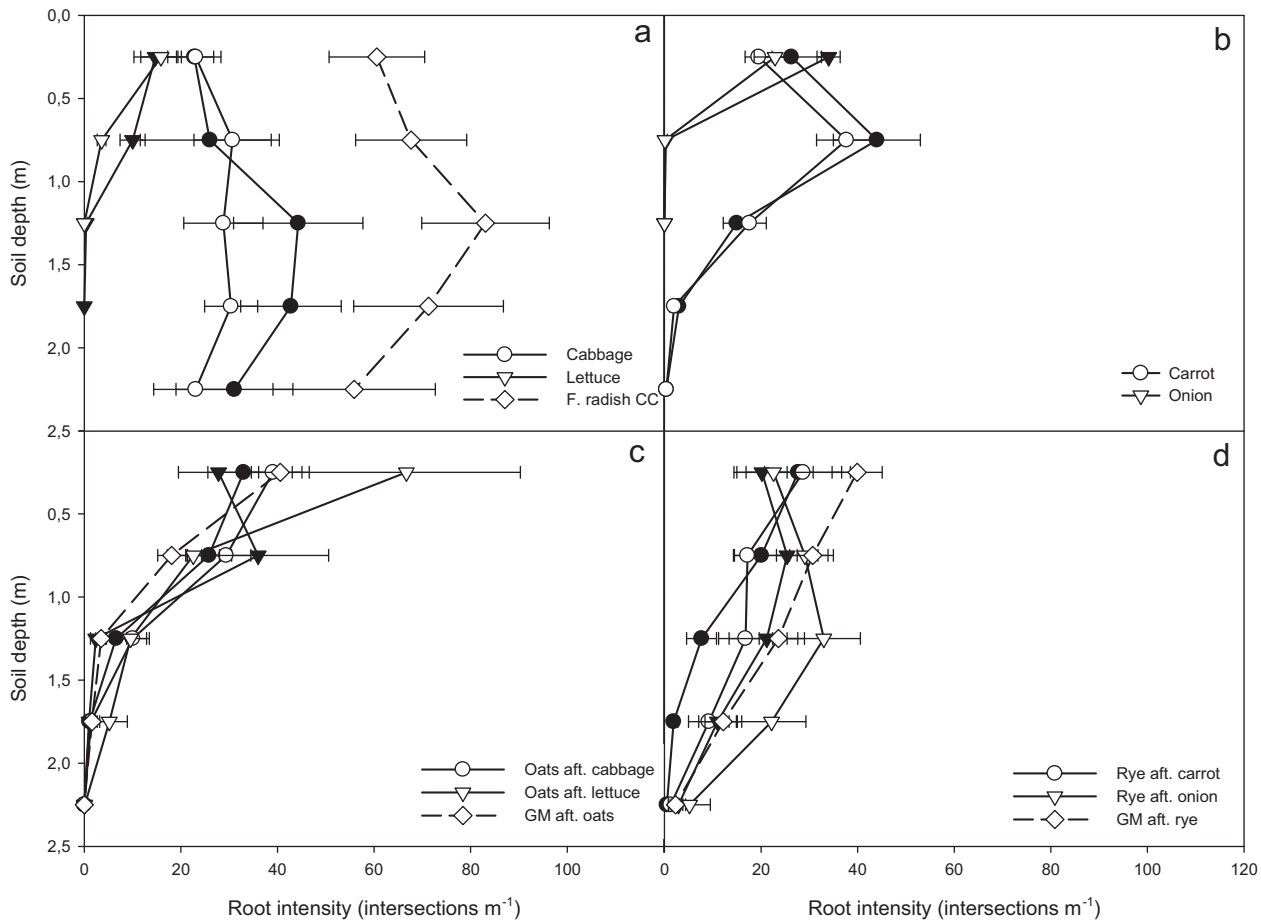 0,0
0,5
1,0
1,5
2,0
2,5
Soil depth (m)
a
Cabbage
Lettuce
F. radish CC
b
Carrot
Onion
0,5
1,0
1,5
2,0
2,5
Soil depth (m)
c
Oats aft. cabbage
Oats aft. lettuce
GM aft. oats
d
Rye aft. carrot
Rye aft. onion
GM aft. rye
0 20 40 60 80 100
0 20 40 60 80 100 120
Root intensity (intersections m⁻¹)
Root intensity (intersections m⁻¹)